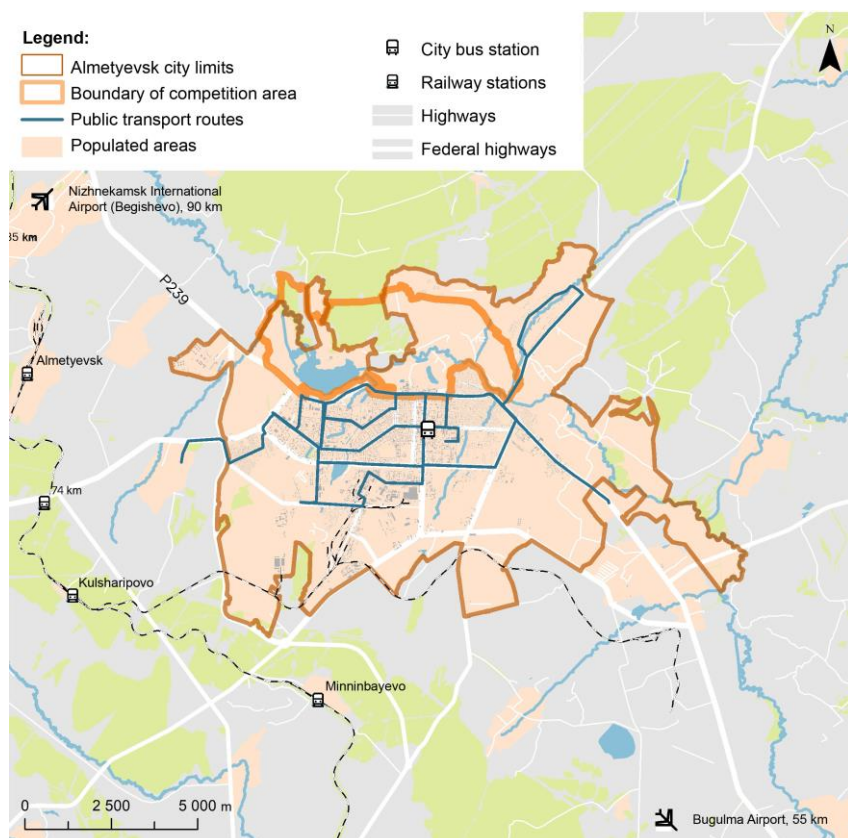 Legend:
Almetyevsk city limits
Boundary of competition area
Public transport routes
Populated areas
City bus station
Railway stations
Highways
Federal highways
N
Nizhnekamsk International
Airport (Begishevo), 90 km
35 km
P239
Almetyevsk
74 km
Kulsharipovo
Minninbayevo
0 2 500 5 000 m
Bugulma Airport, 55 km